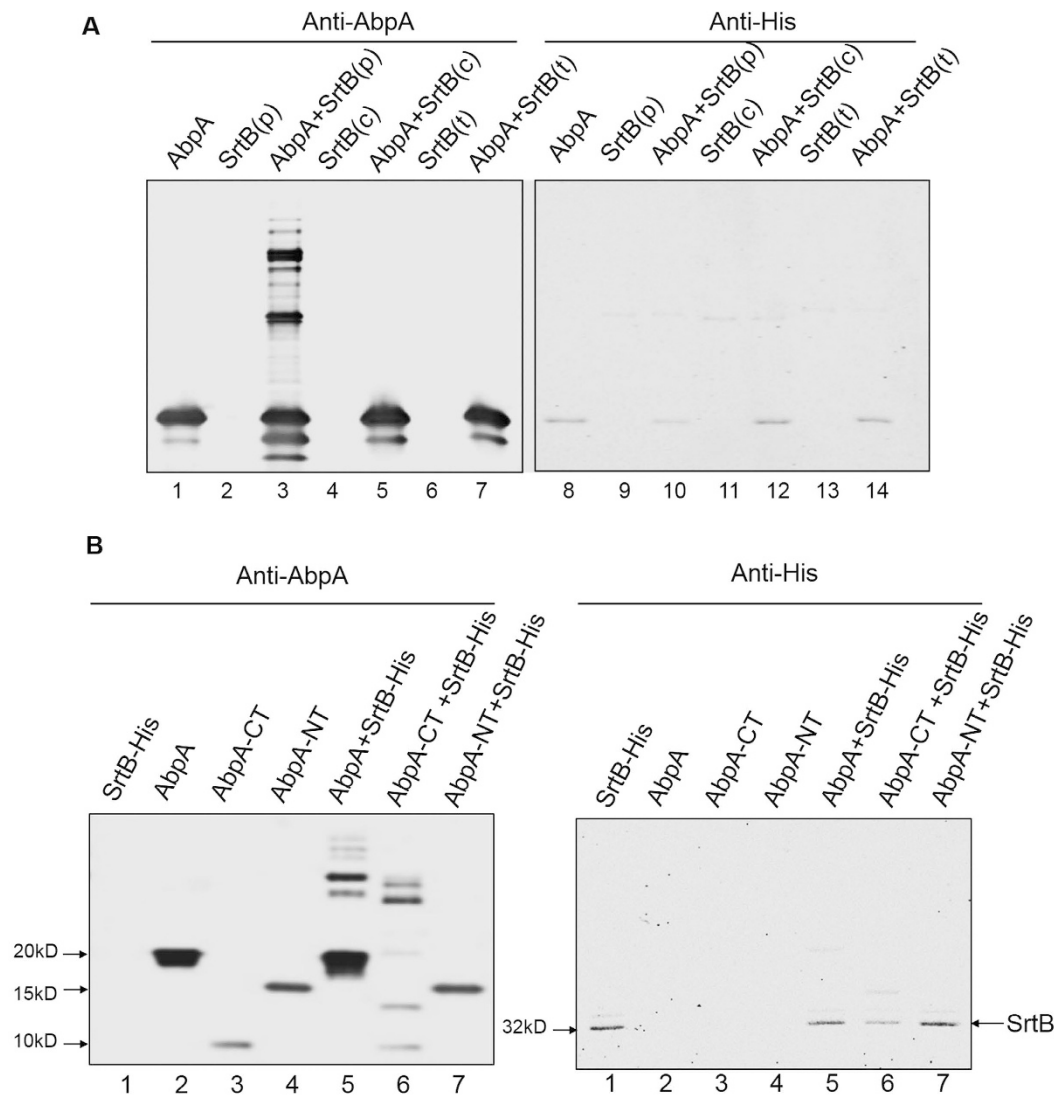 A
Anti-AbpA
Anti-His
AbpA
SrtB(p)
AbpA+SrtB(p)
SrtB(c)
AbpA+SrtB(c)
SrtB(t)
AbpA+SrtB(t)
AbpA
SrtB(p)
AbpA+SrtB(p)
SrtB(c)
AbpA+SrtB(c)
SrtB(t)
AbpA+SrtB(t)
1 2 3 4 5 6 7 8 9 10 11 12 13 14
B
Anti-AbpA
Anti-His
SrtB-His
AbpA
AbpA-CT
AbpA-NT
AbpA+SrtB-His
AbpA-CT +SrtB-His
AbpA-NT+SrtB-His
SrtB-His
AbpA
AbpA-CT
AbpA-NT
AbpA+SrtB-His
AbpA-CT +SrtB-His
AbpA-NT+SrtB-His
20kD
15kD
10kD
32kD
SrtB
1 2 3 4 5 6 7
1 2 3 4 5 6 7